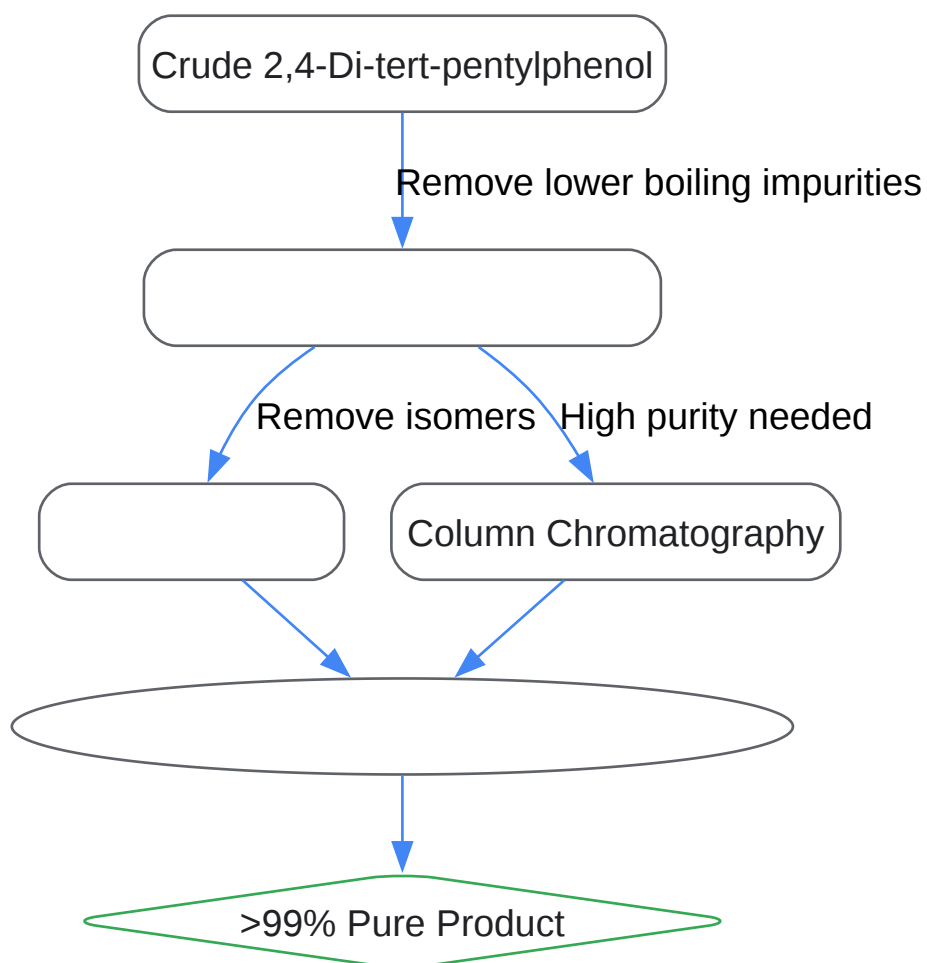 Crude 2,4-Di-tert-pentylphenol
Remove lower boiling impurities
Remove isomers
High purity needed
Column Chromatography
>99% Pure Product